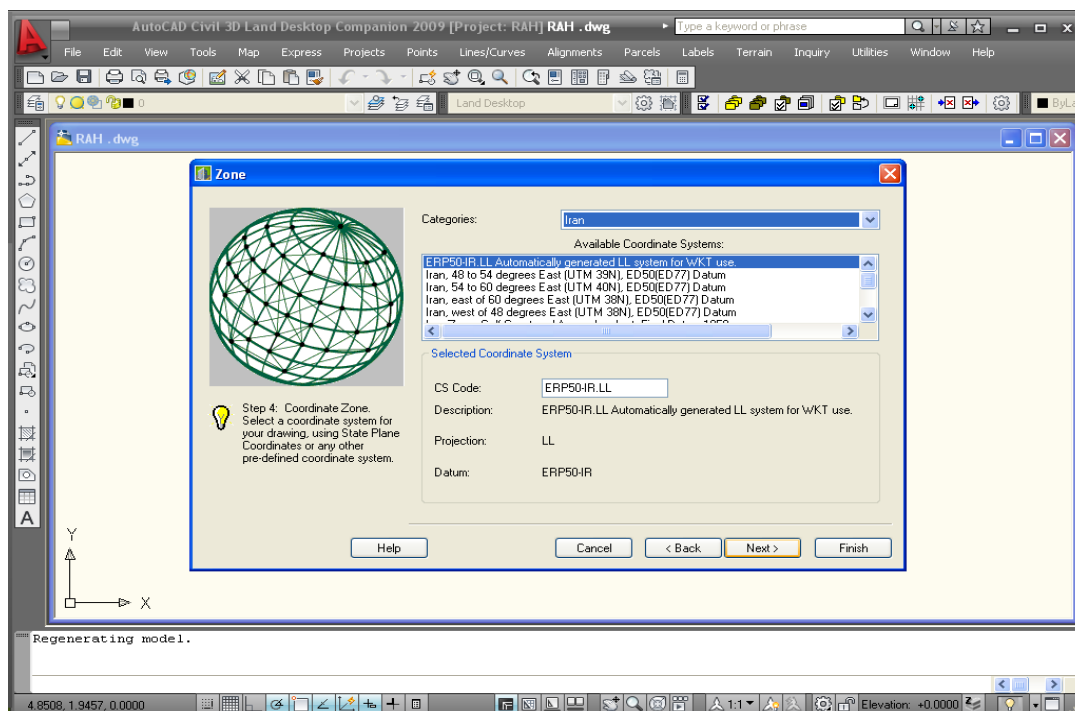 AutoCAD Civil 3D Land Desktop Companion 2009 [Project: RAH] RAH . dwg
Type a keyword or phrase
File Edit View Tools Map Express Projects Points Lines/Curves Alignments Parcels Labels Terrain Inquiry Utilities Window Help
0
Land Desktop
ByLa
RAH . dwg
Zone
Categories:
Iran
Available Coordinate Systems:
ERP50-IR.LL Automatically generated LL system for WKT use.
Iran, 48 to 54 degrees East (UTM 39N), ED50(ED77) Datum
Iran, 54 to 60 degrees East (UTM 40N), ED50(ED77) Datum
Iran, east of 60 degrees East (UTM 38N), ED50(ED77) Datum
Iran, west of 48 degrees East (UTM 38N), ED50(ED77) Datum
Selected Coordinate System
CS Code:
ERP50-IR.LL
Description:
ERP50-IR.LL Automatically generated LL system for WKT use.
Projection:
LL
Datum:
ERP50-IR
Step 4: Coordinate Zone.
Select a coordinate system for
your drawing, using State Plane
Coordinates or any other
pre-defined coordinate system.
Help
Cancel
< Back
Next >
Finish
A
Y
X
Regenerating model.
4.8508, 1.9457, 0.0000
1:1
Elevation: +0.0000